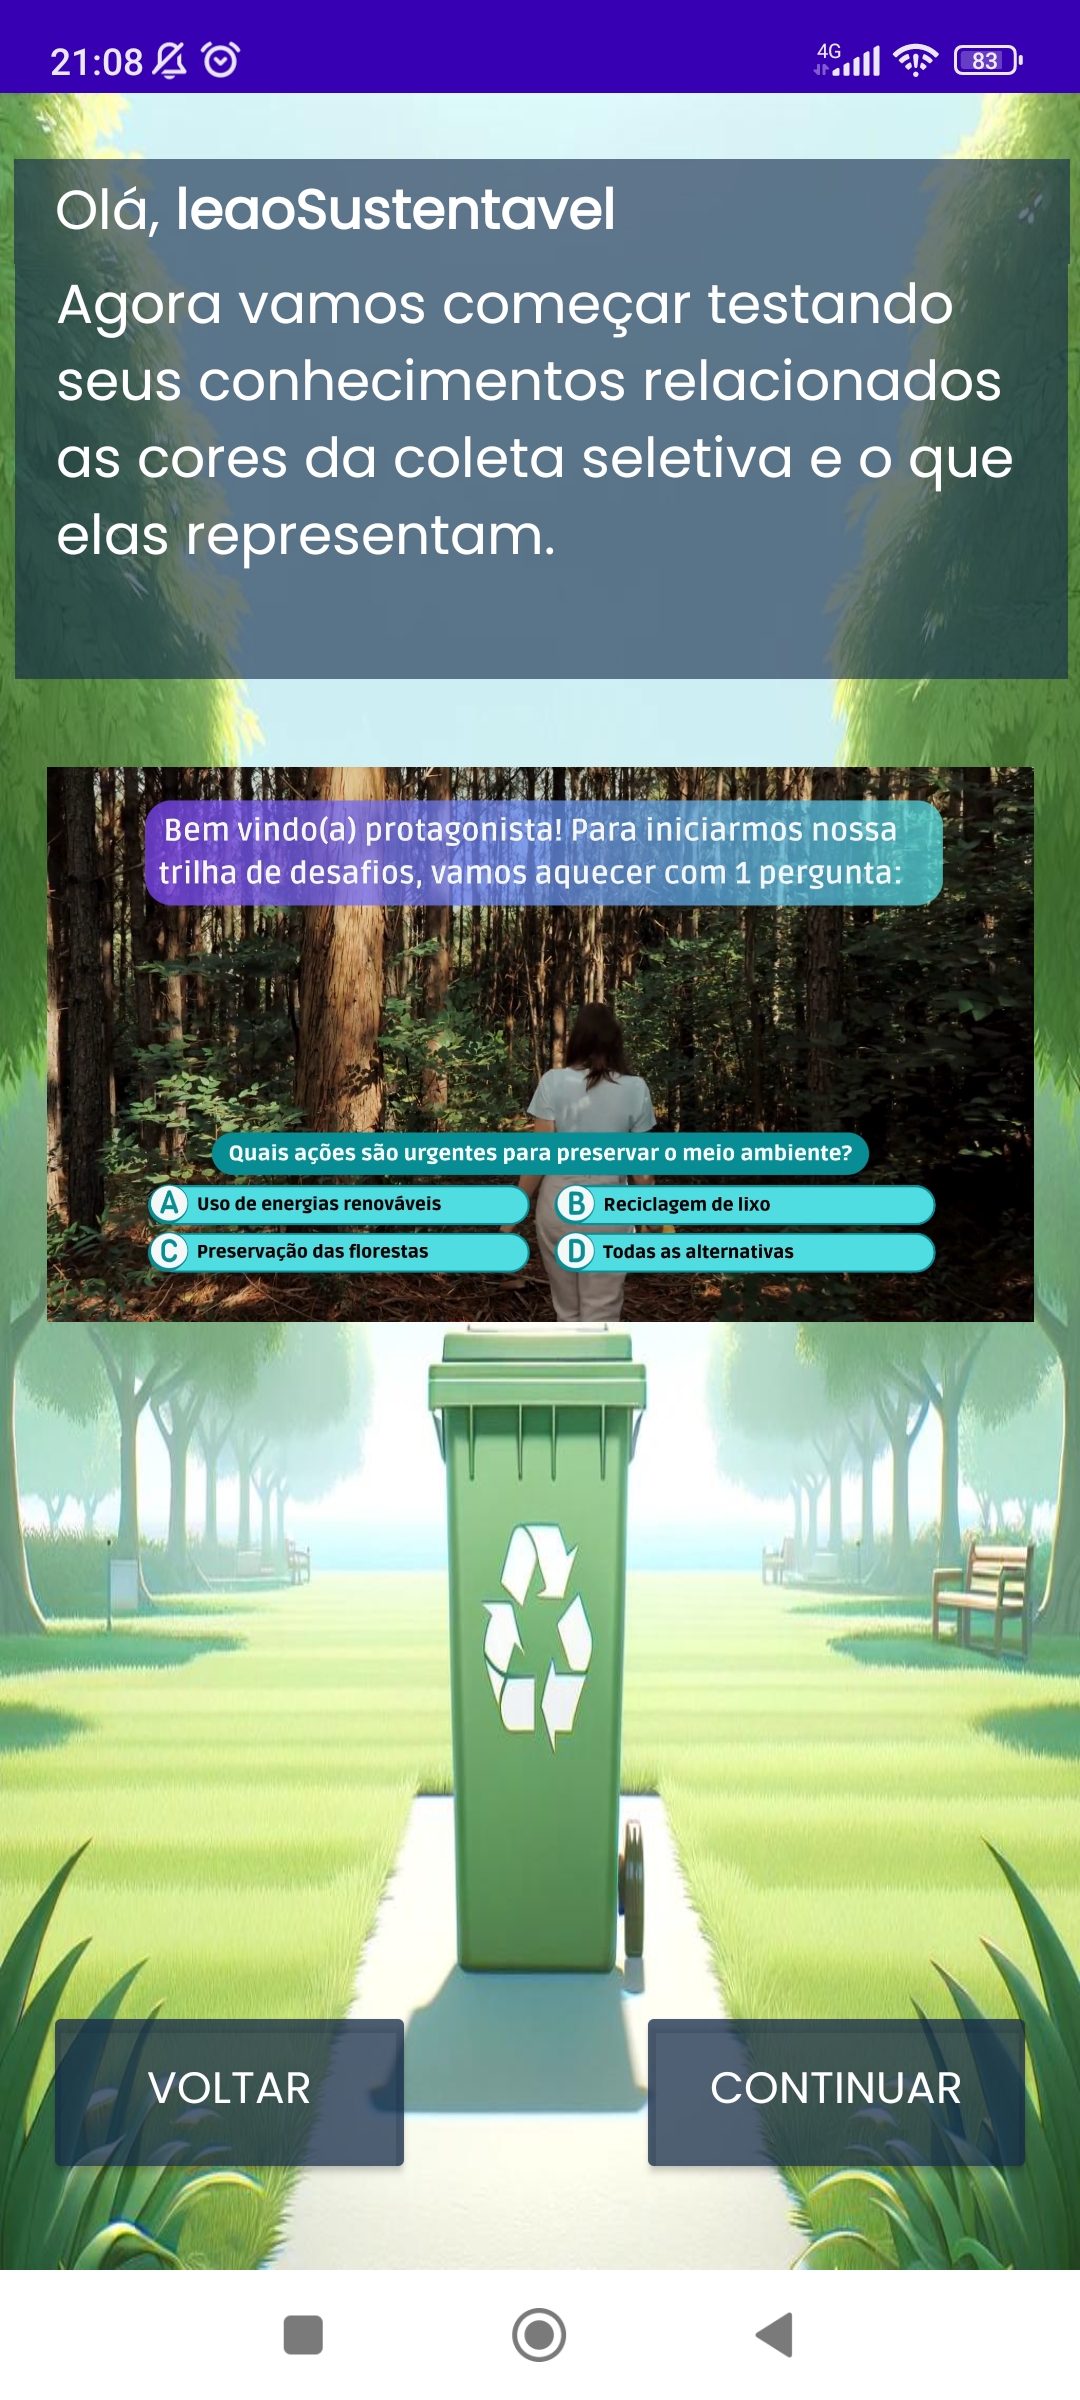 21:08
4G
83
Olá, leaoSustentavel
Agora vamos começar testando
seus conhecimentos relacionados
as cores da coleta seletiva e o que
elas representam.
Bem vindo(a) protagonista! Para iniciarmos nossa
trilha de desafios, vamos aquecer com 1 pergunta:
Quais ações são urgentes para preservar o meio ambiente?
A Uso de energias renováveis
B Reciclagem de lixo
C Preservação das florestas
D Todas as alternativas
VOLTAR
CONTINUAR